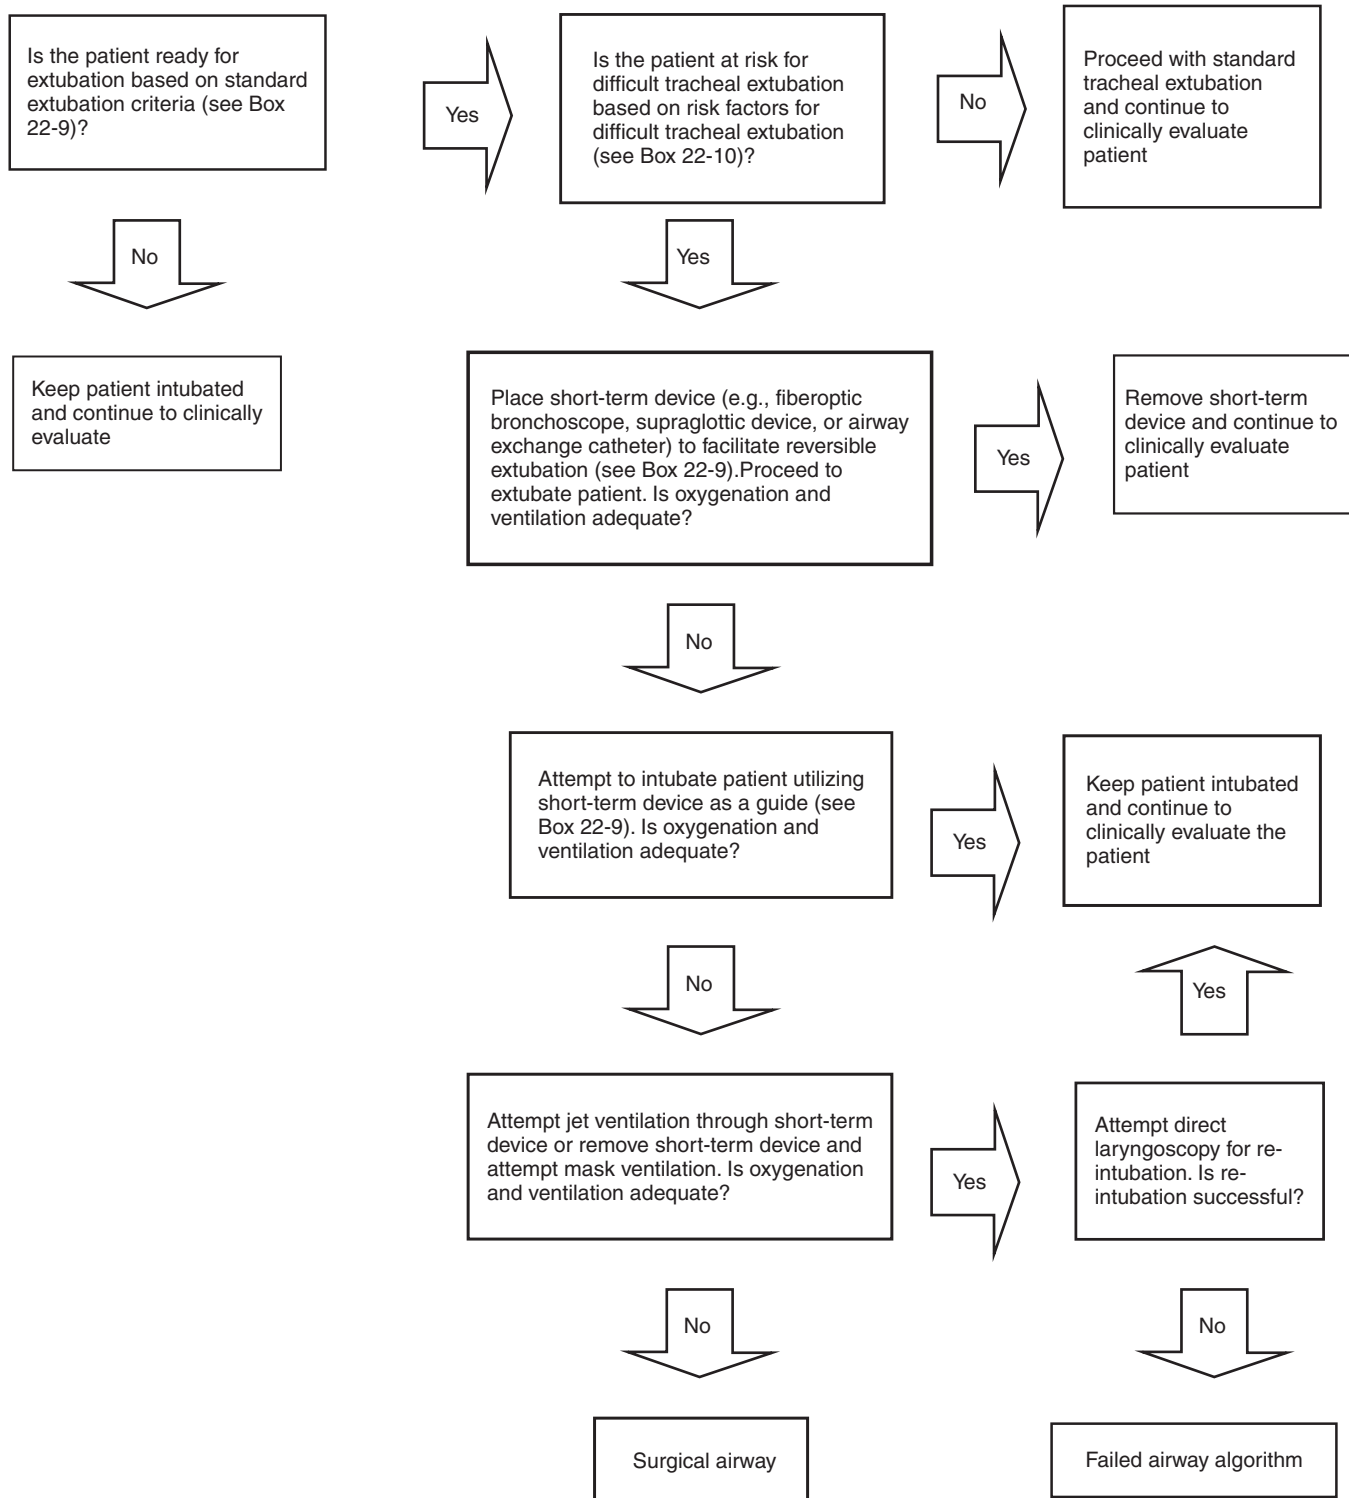 Is the patient ready for
extubation based on standard
extubation criteria (see Box
22-9)?
Yes
Is the patient at risk for
difficult tracheal extubation
based on risk factors for
difficult tracheal extubation
(see Box 22-10)?
No
Proceed with standard
tracheal extubation
and continue to
clinically evaluate
patient
No
Yes
Keep patient intubated
and continue to clinically
evaluate
Place short-term device (e.g., fiberoptic
bronchoscope, supraglottic device, or airway
exchange catheter) to facilitate reversible
extubation (see Box 22-9).Proceed to
extubate patient. Is oxygenation and
ventilation adequate?
Yes
Remove short-term
device and continue to
clinically evaluate
patient
No
Attempt to intubate patient utilizing
short-term device as a guide (see
Box 22-9). Is oxygenation and
ventilation adequate?
Yes
Keep patient intubated
and continue to
clinically evaluate the
patient
No
Yes
Attempt jet ventilation through short-term
device or remove short-term device and
attempt mask ventilation. Is oxygenation
and ventilation adequate?
Yes
Attempt direct
laryngoscopy for re-
intubation. Is re-
intubation successful?
No
No
Surgical airway
Failed airway algorithm